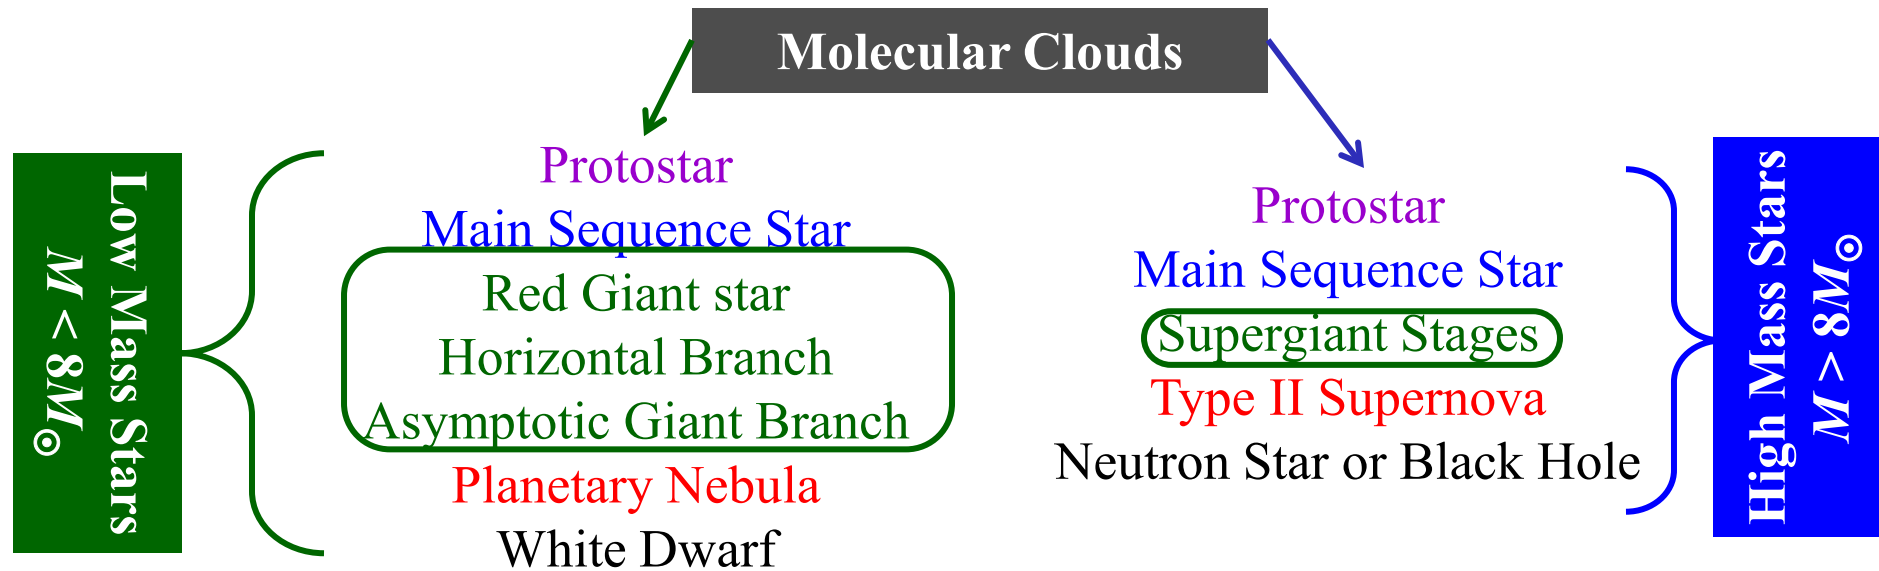 Molecular Clouds
Low Mass Stars
M < 8M☉
Protostar
Main Sequence Star
Red Giant star
Horizontal Branch
Asymptotic Giant Branch
Planetary Nebula
White Dwarf
Protostar
Main Sequence Star
Supergiant Stages
Type II Supernova
Neutron Star or Black Hole
High Mass Stars
M > 8M☉